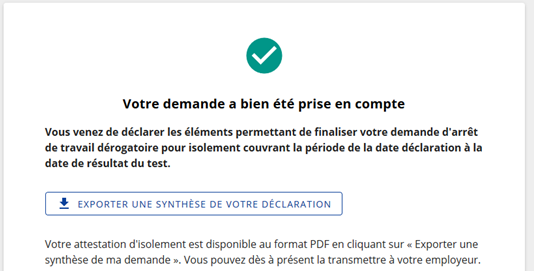 Votre demande a bien été prise en compte
Vous venez de déclarer les éléments permettant de finaliser votre demande d'arrêt
de travail dérogatoire pour isolement couvrant la période de la date déclaration à la
date de résultat du test.
EXPORTER UNE SYNTHÈSE DE VOTRE DÉCLARATION
Votre attestation d'isolement est disponible au format PDF en cliquant sur « Exporter une
synthèse de ma demande ». Vous pouvez dès à présent la transmettre à votre employeur.